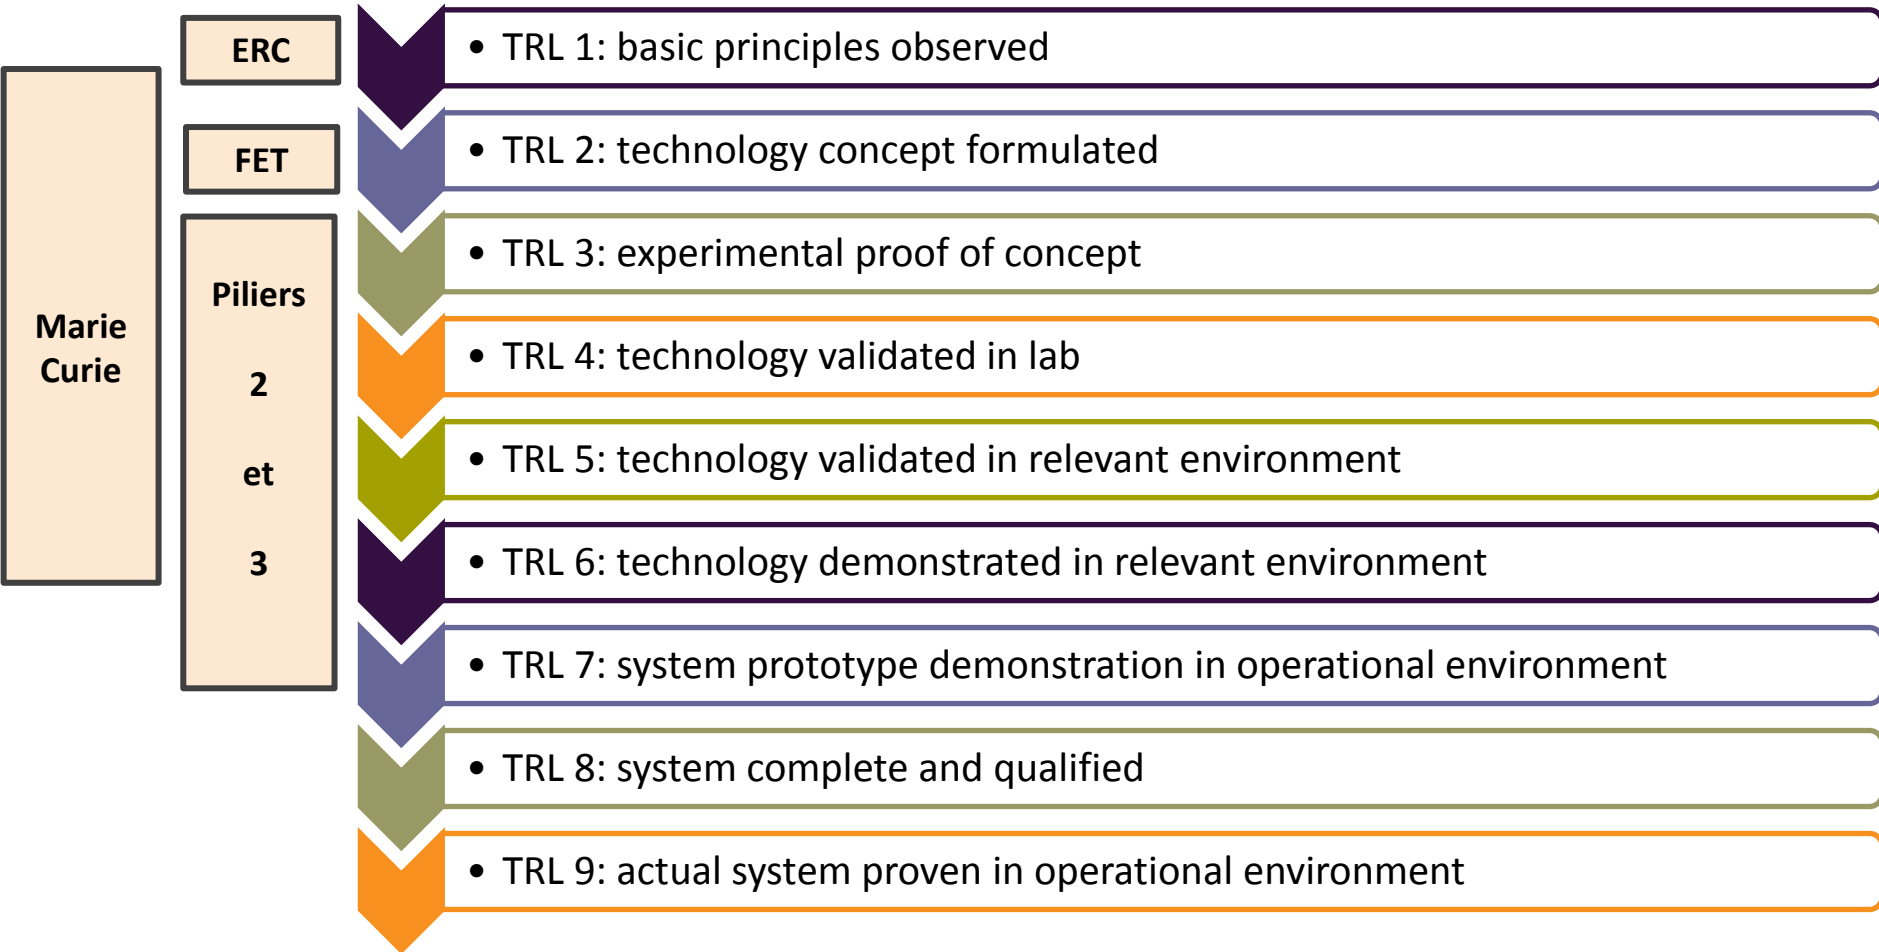 ERC
FET
Marie
Curie
Piliers
2
et
3
• TRL 1: basic principles observed
• TRL 2: technology concept formulated
• TRL 3: experimental proof of concept
• TRL 4: technology validated in lab
• TRL 5: technology validated in relevant environment
• TRL 6: technology demonstrated in relevant environment
• TRL 7: system prototype demonstration in operational environment
• TRL 8: system complete and qualified
• TRL 9: actual system proven in operational environment